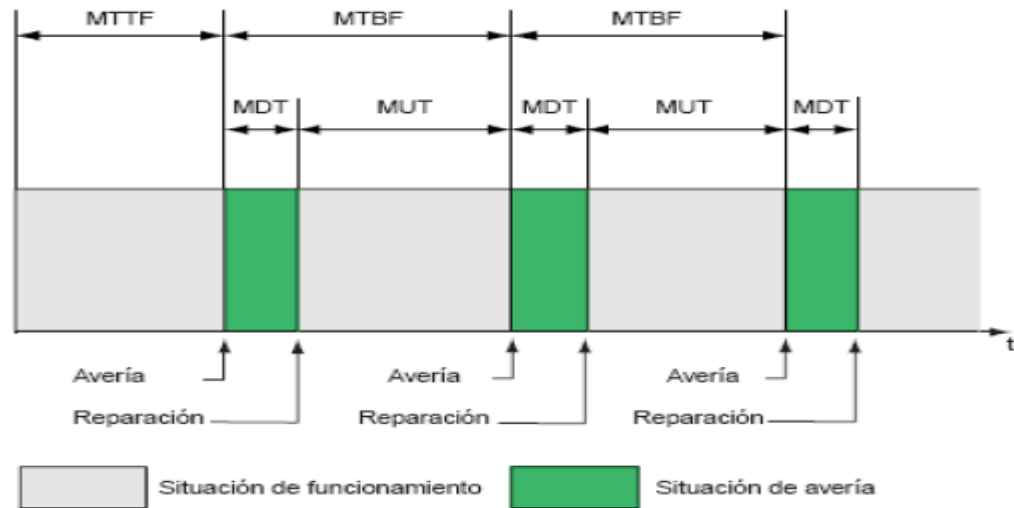 MTTF MTBF MTBF
MDT MUT MDT MUT MDT
t
Avería Avería Avería
Reparación Reparación Reparación
Situación de funcionamiento Situación de avería